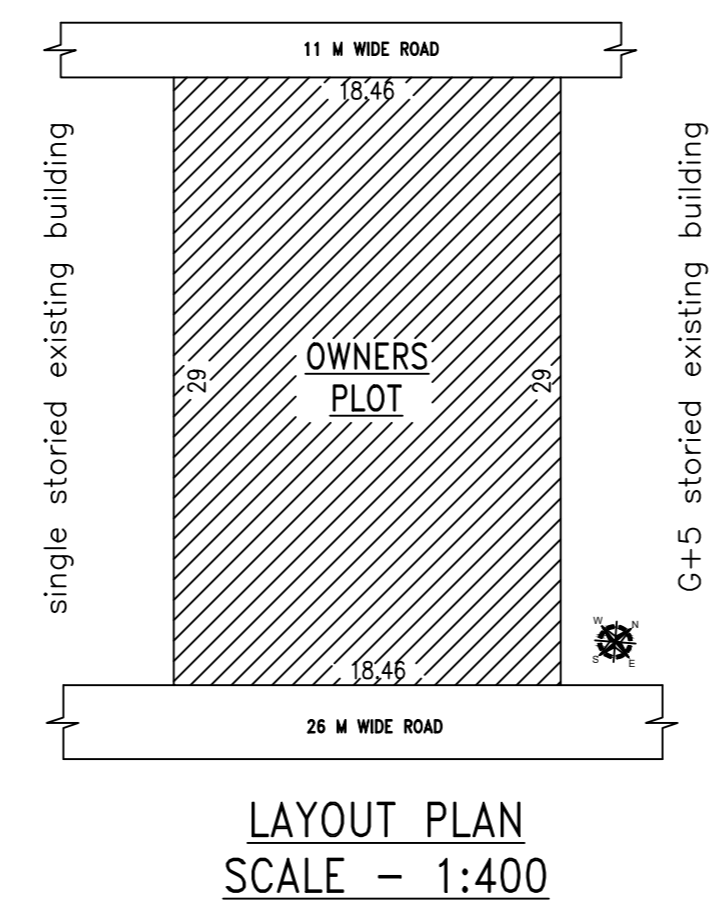 11 M WIDE ROAD
18.46
single storied existing building
29
OWNERS
PLOT
29
G+5 storied existing building
W
N
S
E
18.46
26 M WIDE ROAD
LAYOUT PLAN
SCALE - 1:400